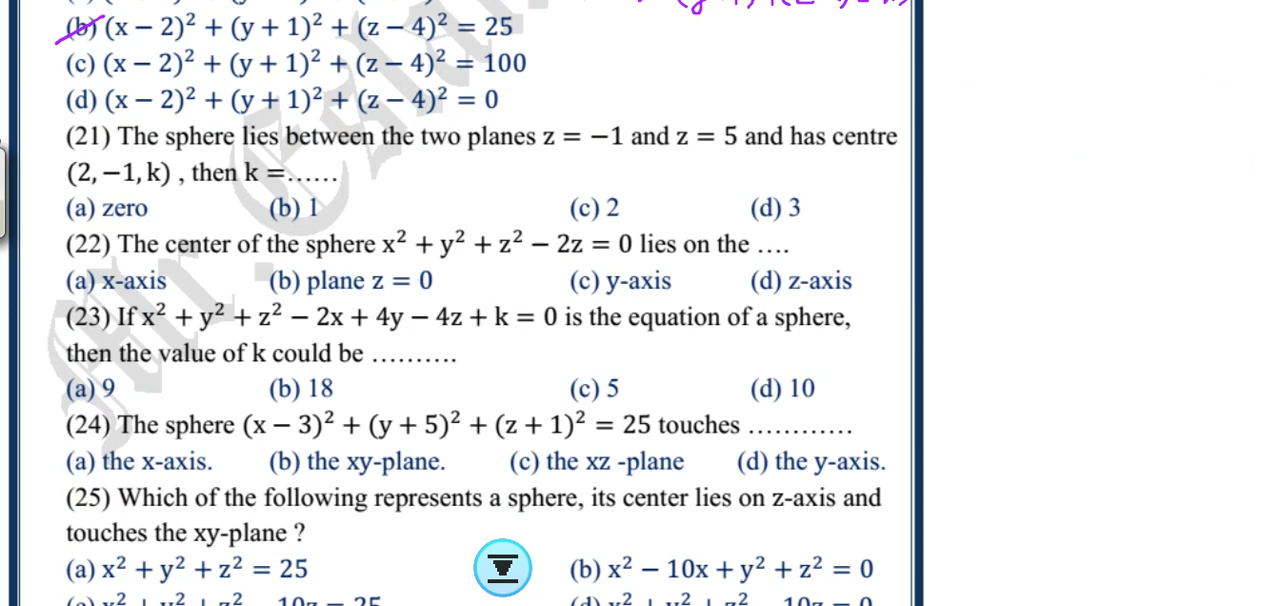 (b) (x − 2)² + (y + 1)² + (z − 4)² = 25
(c) (x − 2)² + (y + 1)² + (z − 4)² = 100
(d) (x − 2)² + (y + 1)² + (z − 4)² = 0
(21) The sphere lies between the two planes z = −1 and z = 5 and has centre
(2, −1, k) , then k =......
(a) zero (b) 1 (c) 2 (d) 3
(22) The center of the sphere x² + y² + z² − 2z = 0 lies on the ....
(a) x-axis (b) plane z = 0 (c) y-axis (d) z-axis
(23) If x² + y² + z² − 2x + 4y − 4z + k = 0 is the equation of a sphere,
then the value of k could be ..........
(a) 9 (b) 18 (c) 5 (d) 10
(24) The sphere (x − 3)² + (y + 5)² + (z + 1)² = 25 touches ............
(a) the x-axis. (b) the xy-plane. (c) the xz -plane (d) the y-axis.
(25) Which of the following represents a sphere, its center lies on z-axis and
touches the xy-plane ?
(a) x² + y² + z² = 25 (b) x² − 10x + y² + z² = 0